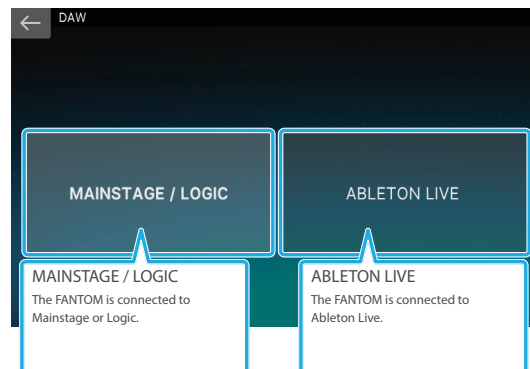 DAW
MAINSTAGE / LOGIC
ABLETON LIVE
MAINSTAGE / LOGIC
The FANTOM is connected to
Mainstage or Logic.
ABLETON LIVE
The FANTOM is connected to
Ableton Live.